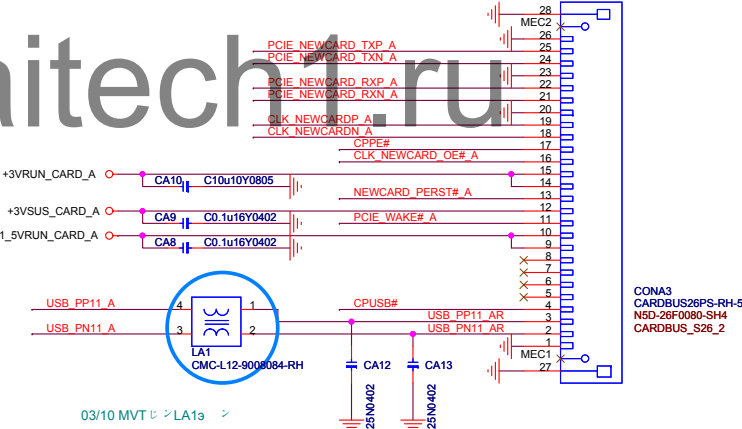 aitech1.ru
28
MEC2
26
PCIE_NEWCARD_TXP_A 25
PCIE_NEWCARD_TXN_A 24
23
PCIE_NEWCARD_RXP_A 22
PCIE_NEWCARD_RXN_A 21
20
CLK_NEWCARDP_A 19
CLK_NEWCARDN_A 18
CPPE# 17
CLK_NEWCARD_OE#_A 16
+3VRUN_CARD_A 15
CA10 C10u10Y0805 14
NEWCARD_PERST#_A 13
+3VSUS_CARD_A 12
CA9 C0.1u16Y0402 PCIE_WAKE#_A 11
1_5VRUN_CARD_A 10
CA8 C0.1u16Y0402 9
8
7
6
5
CPUSB# 4
USB_PP11_A 4 1 USB_PP11_AR 3
USB_PN11_A 3 2 USB_PN11_AR 2
1
MEC1
27
CONA3
CARDBUS26PS-RH-5
N5D-26F0080-SH4
CARDBUS_S26_2
LA1
CMC-L12-9008084-RH
CA12
25N0402
CA13
25N0402
03/10 MVT LA1